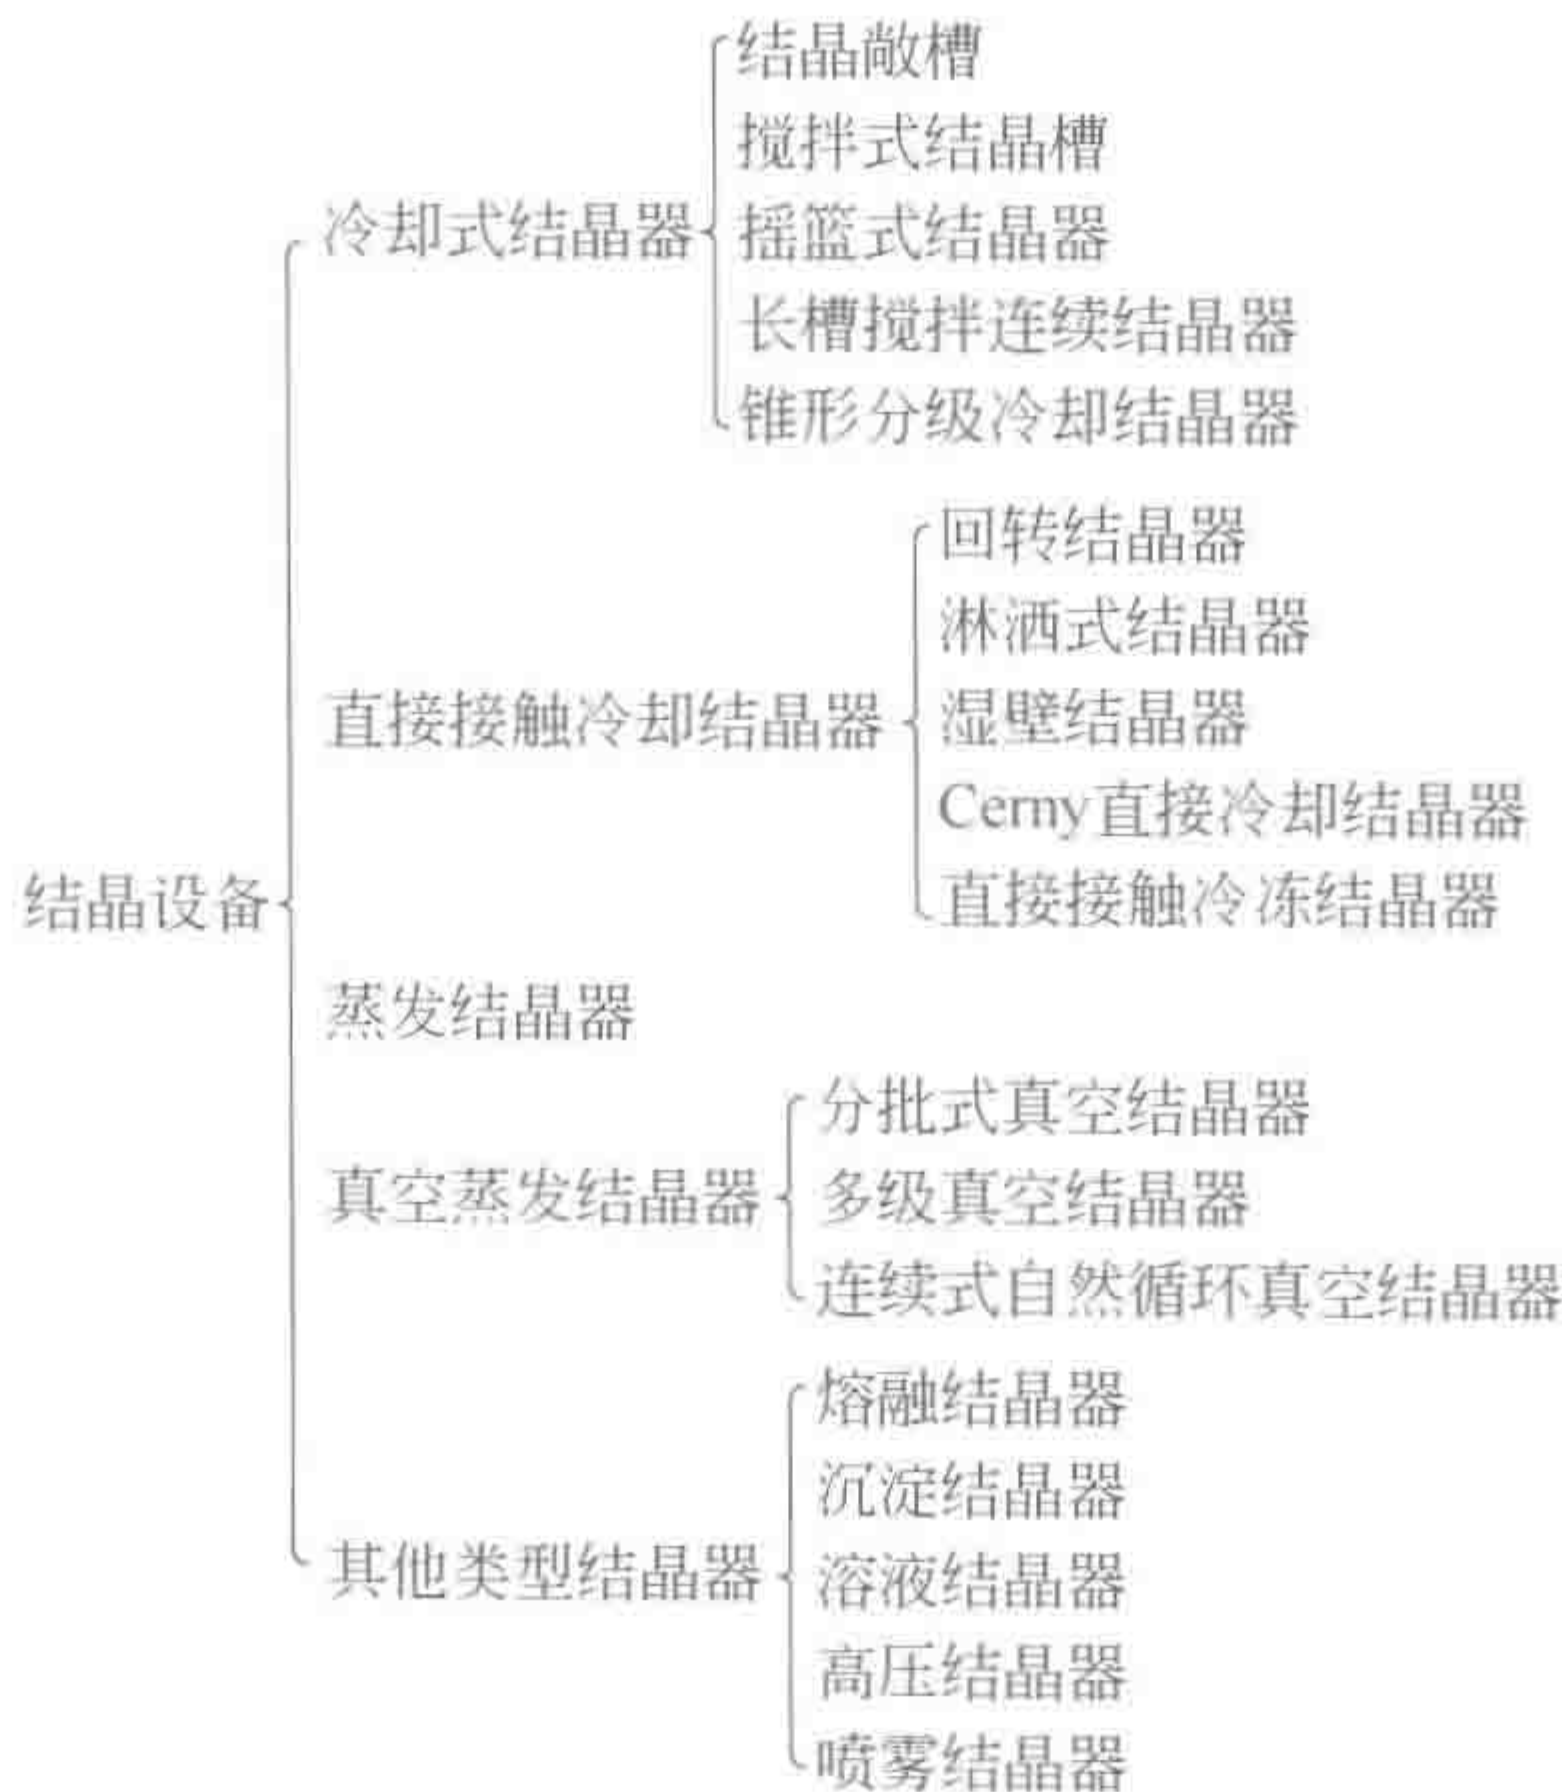 结晶设备
冷却式结晶器
结晶敞槽
搅拌式结晶槽
摇篮式结晶器
长槽搅拌连续结晶器
锥形分级冷却结晶器
直接接触冷却结晶器
回转结晶器
淋洒式结晶器
湿壁结晶器
Cerny直接冷却结晶器
直接接触冷冻结晶器
蒸发结晶器
真空蒸发结晶器
分批式真空结晶器
多级真空结晶器
连续式自然循环真空结晶器
其他类型结晶器
熔融结晶器
沉淀结晶器
溶液结晶器
高压结晶器
喷雾结晶器